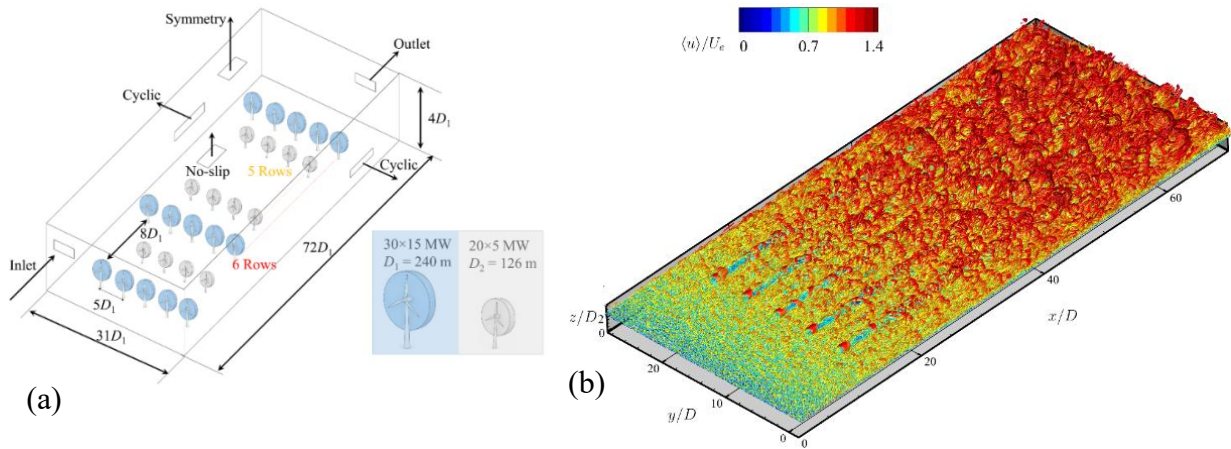 Symmetry
Outlet
Cyclic
4D₁
No-slip
5 Rows
Cyclic
8D₁
72D₁
Inlet
6 Rows
5D₁
31D₁
30×15 MW
D₁ = 240 m
20×5 MW
D₂ = 126 m
(a)
⟨u⟩/Uₑ
0 0.7 1.4
z/D 2
0
20
10
0
y/D
0
20
40
60
x/D
(b)